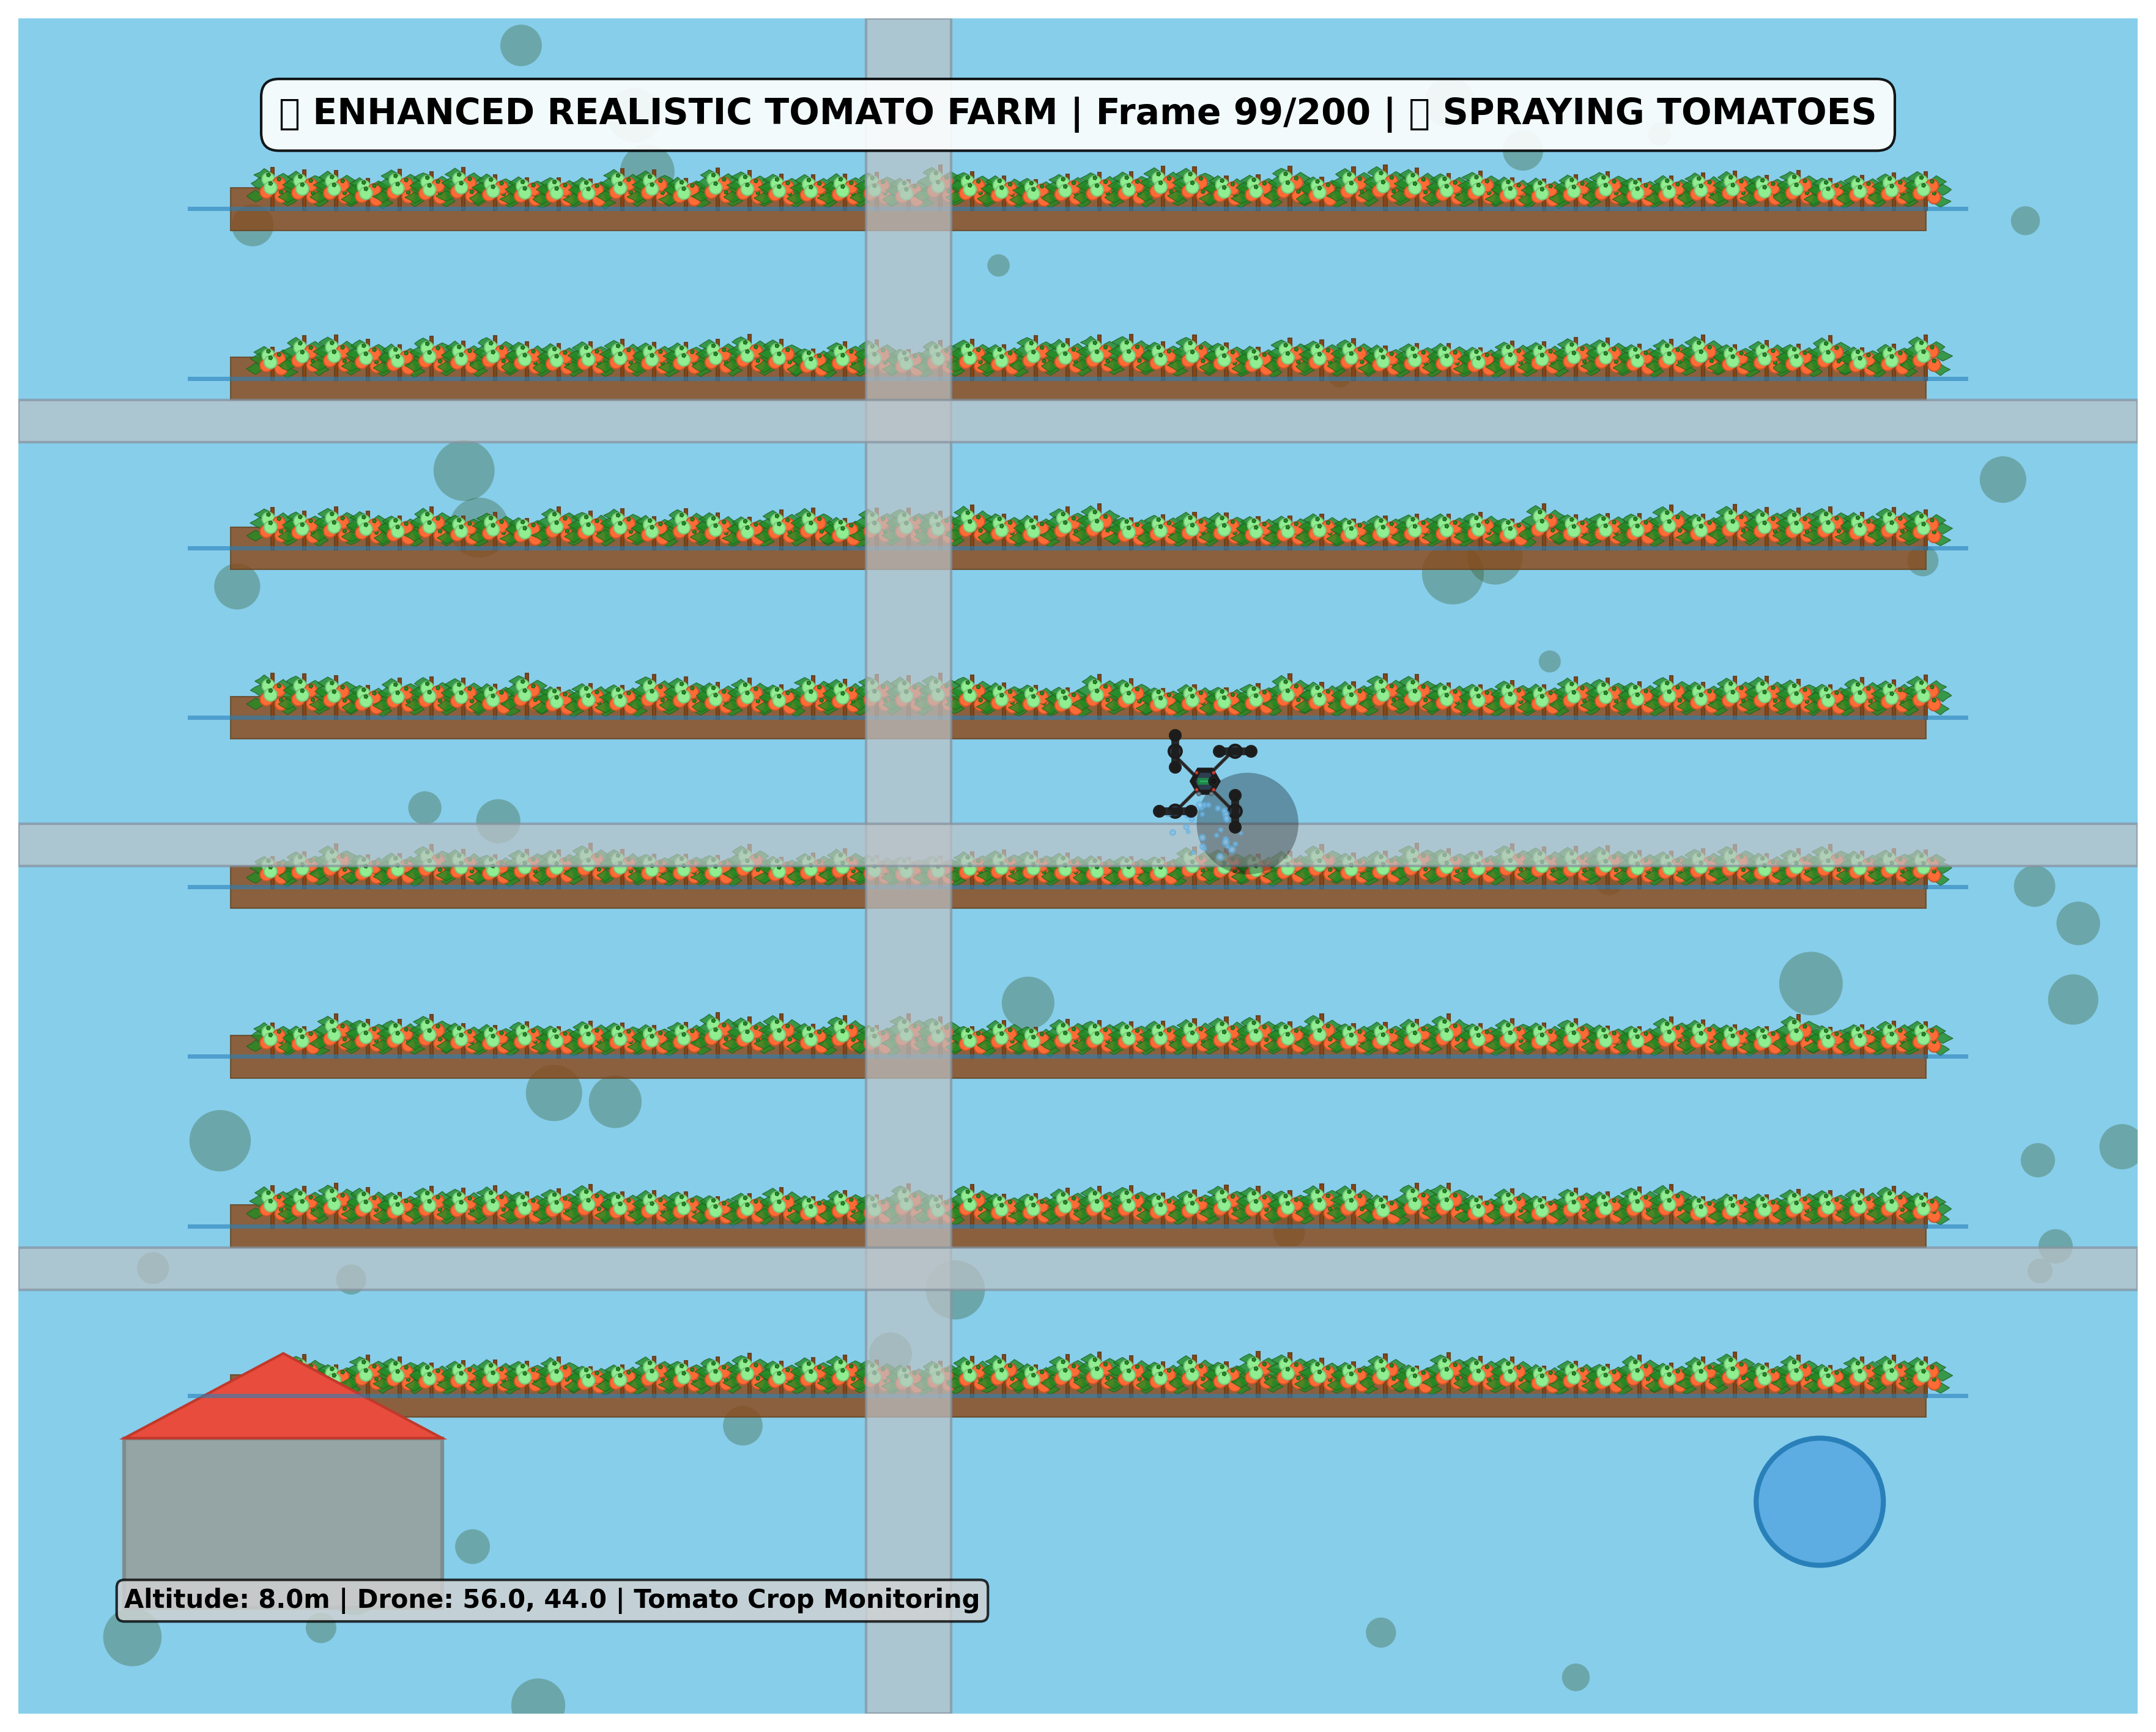 ▯ ENHANCED REALISTIC TOMATO FARM | Frame 99/200 | ▯ SPRAYING TOMATOES
Altitude: 8.0m | Drone: 56.0, 44.0 | Tomato Crop Monitoring